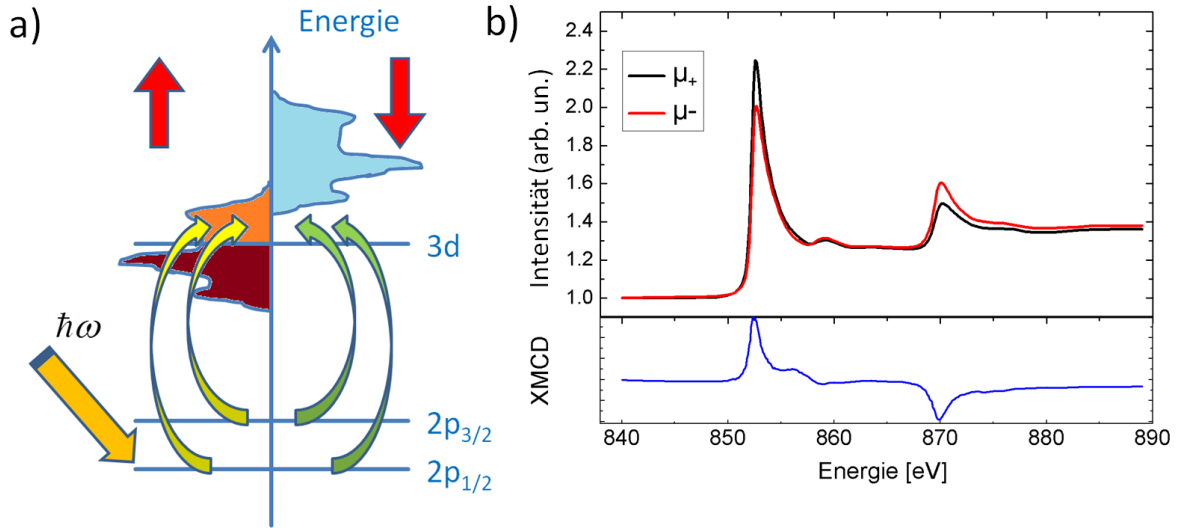 a)
Energie
3d
ħω
2p3/2
2p1/2
b)
μ+
μ-
Intensität (arb. un.)
2.4
2.2
2.0
1.8
1.6
1.4
1.2
1.0
XMCD
840 850 860 870 880 890
Energie [eV]